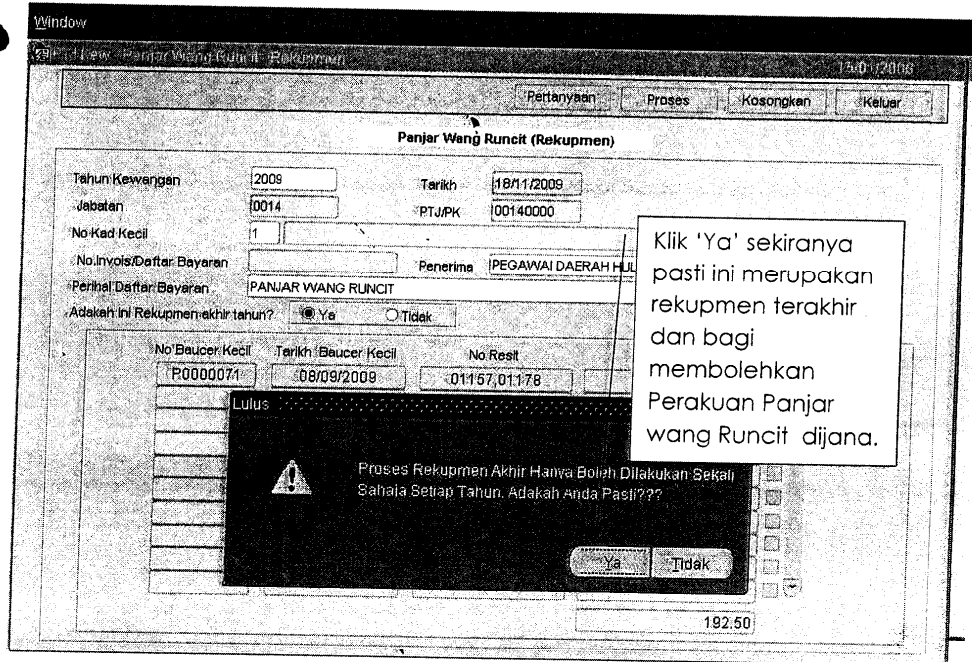 Window
Panjar Wang Runcit Rekupmen
Pertanyaan Proses Kosongkan Keluar
Panjar Wang Runcit (Rekupmen)
Tahun Kewangan 2009 Tarikh 18/11/2009
Jabatan 0014 PTJ/PK 00140000
No Kad Kecil 1
No.Invois/Daftar Bayaran Penerima PEGAWAI DAERAH HUL
Perihal Daftar Bayaran PANJAR WANG RUNCIT
Adakah Ini Rekupmen akhir tahun? Ya Tidak
Klik 'Ya' sekiranya
pasti ini merupakan
rekupmen terakhir
dan bagi
membolehkan
Perakuan Panjar
wang Runcit dijana.
No Baucer Kecil Tarikh Baucer Kecil No Resit
P0000071 08/09/2009 01157,01178
Lulus
Proses Rekupmen Akhir Hanya Boleh Dilakukan Sekali
Sahaja Setiap Tahun. Adakah Anda Pasti???
Ya Tidak
192.50